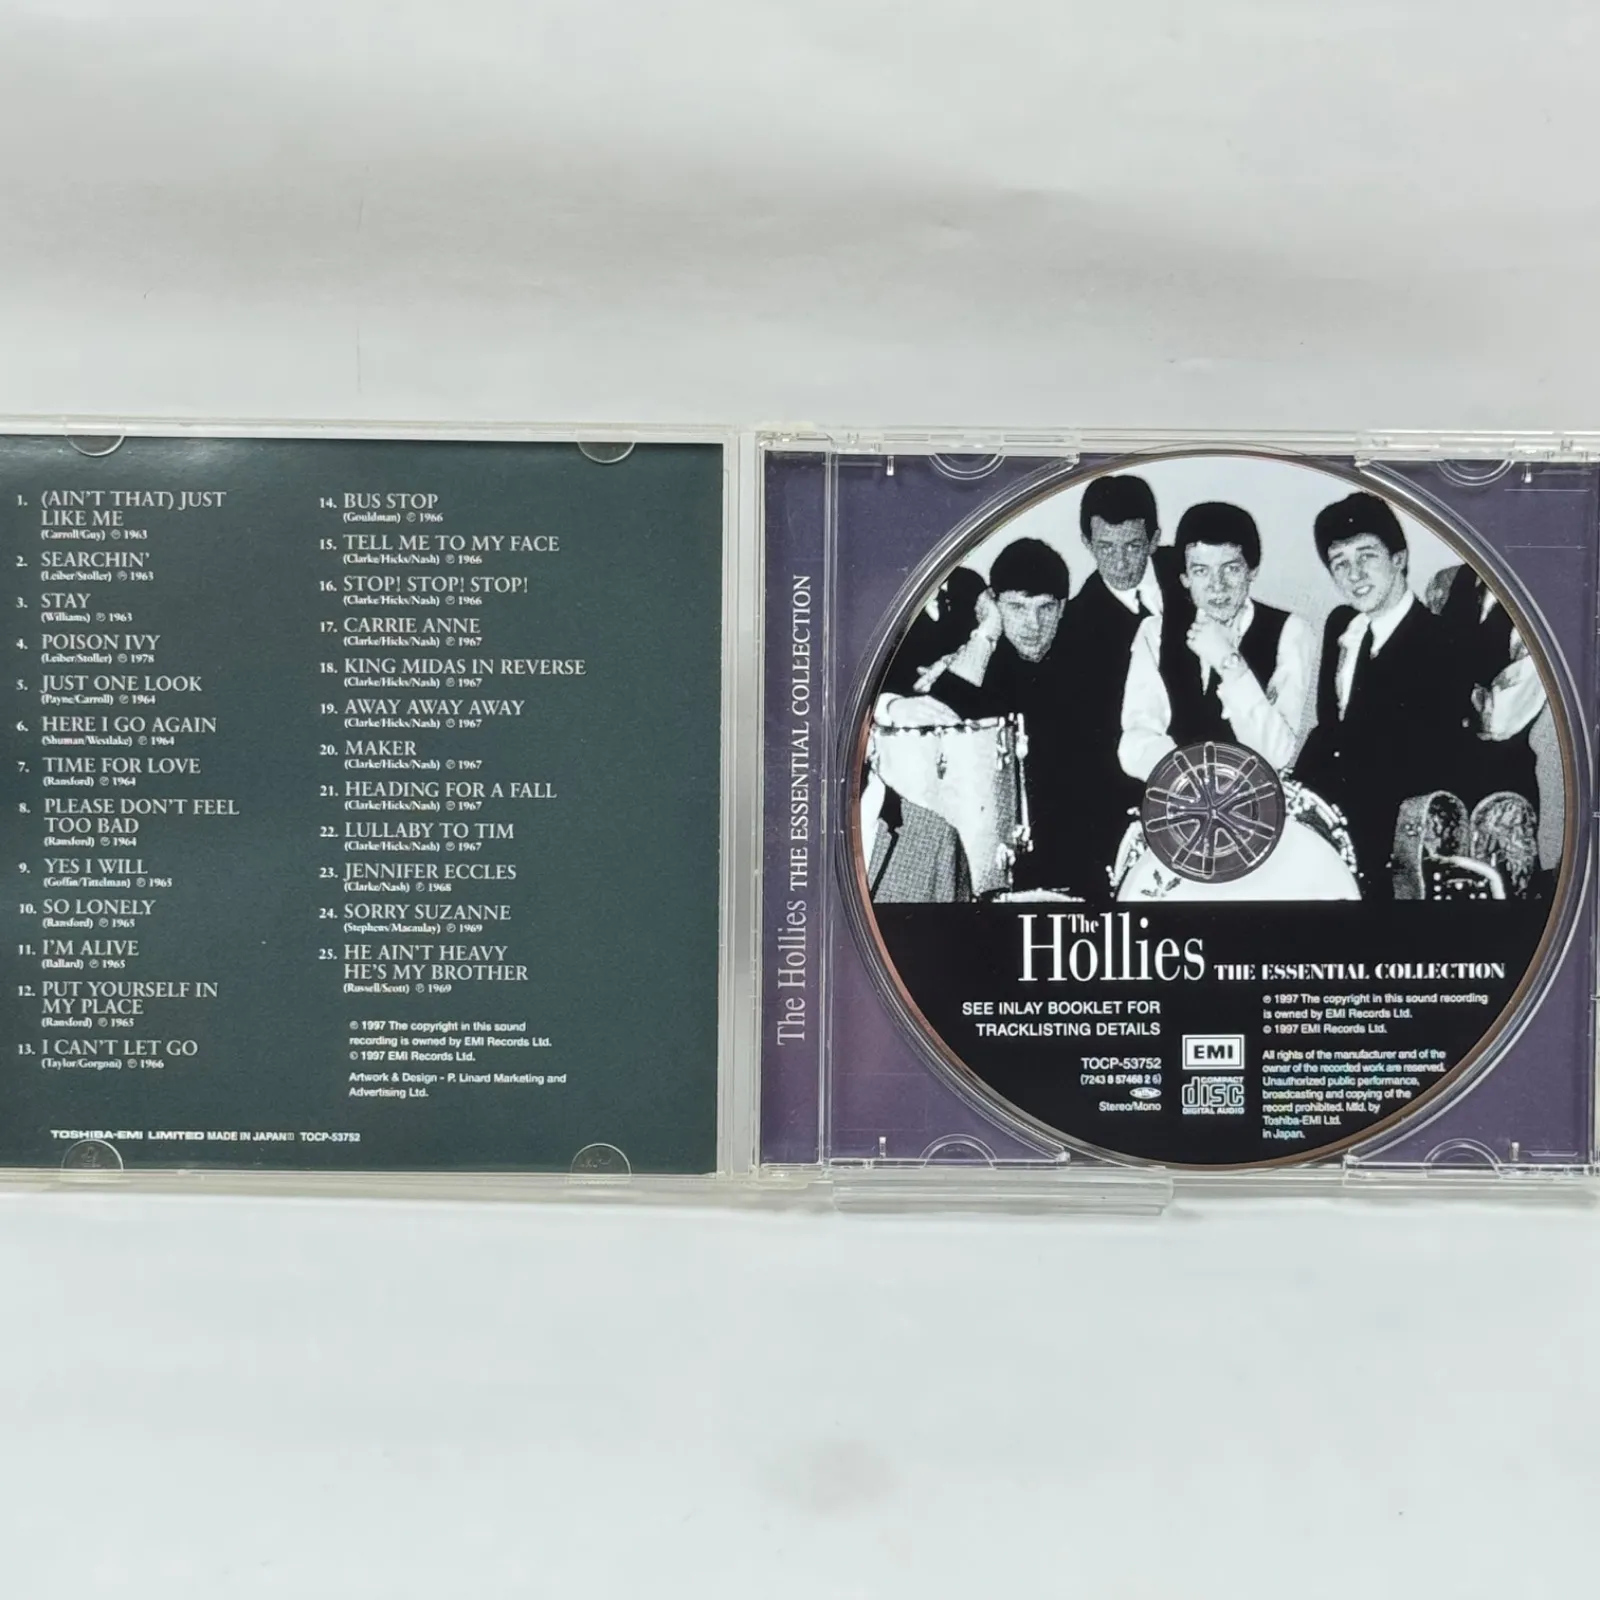 1. (AIN'T THAT) JUST
LIKE ME
(Carroll/Guy) ℗ 1963
2. SEARCHIN'
(Leiber/Stoller) ℗ 1963
3. STAY
(Williams) ℗ 1963
4. POISON IVY
(Leiber/Stoller) ℗ 1978
5. JUST ONE LOOK
(Payne/Carroll) ℗ 1964
6. HERE I GO AGAIN
(Shuman/Westlake) ℗ 1964
7. TIME FOR LOVE
(Ransford) ℗ 1964
8. PLEASE DON'T FEEL
TOO BAD
(Ransford) ℗ 1964
9. YES I WILL
(Goffin/Tittelman) ℗ 1965
10. SO LONELY
(Ransford) ℗ 1965
11. I'M ALIVE
(Ballard) ℗ 1965
12. PUT YOURSELF IN
MY PLACE
(Ransford) ℗ 1965
13. I CAN'T LET GO
(Taylor/Gorgoni) ℗ 1966
14. BUS STOP
(Gouldman) ℗ 1966
15. TELL ME TO MY FACE
(Clarke/Hicks/Nash) ℗ 1966
16. STOP! STOP! STOP!
(Clarke/Hicks/Nash) ℗ 1966
17. CARRIE ANNE
(Clarke/Hicks/Nash) ℗ 1967
18. KING MIDAS IN REVERSE
(Clarke/Hicks/Nash) ℗ 1967
19. AWAY AWAY AWAY
(Clarke/Hicks/Nash) ℗ 1967
20. MAKER
(Clarke/Hicks/Nash) ℗ 1967
21. HEADING FOR A FALL
(Clarke/Hicks/Nash) ℗ 1967
22. LULLABY TO TIM
(Clarke/Hicks/Nash) ℗ 1967
23. JENNIFER ECCLES
(Clarke/Nash) ℗ 1968
24. SORRY SUZANNE
(Stephens/Macaulay) ℗ 1969
25. HE AIN'T HEAVY
HE'S MY BROTHER
(Russell/Scott) ℗ 1969
℗ 1997 The copyright in this sound
recording is owned by EMI Records Ltd.
© 1997 EMI Records Ltd.
Artwork & Design - P. Linard Marketing and
Advertising Ltd.
TOSHIBA-EMI LIMITED MADE IN JAPAN TOCP-53752
The Hollies THE ESSENTIAL COLLECTION
The Hollies THE ESSENTIAL COLLECTION
SEE INLAY BOOKLET FOR
TRACKLISTING DETAILS
TOCP-53752
(7243 8 57466 2 6)
Stereo/Mono
EMI
COMPACT
disc
DIGITAL AUDIO
℗ 1997 The copyright in this sound recording
is owned by EMI Records Ltd.
© 1997 EMI Records Ltd.
All rights of the manufacturer and of the
owner of the recorded work are reserved.
Unauthorized public performance,
broadcasting and copying of the
record prohibited. Mfd. by
Toshiba-EMI Ltd.
in Japan.